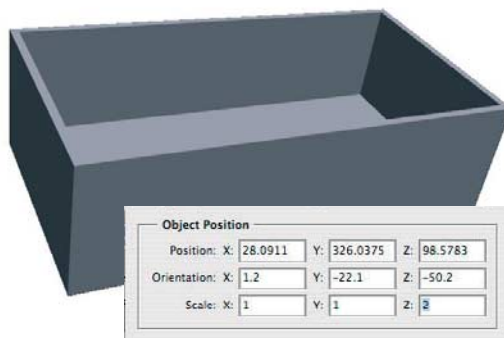 Object Position
Position: X: 28.0911 Y: 326.0375 Z: 98.5783
Orientation: X: 1.2 Y: -22.1 Z: -50.2
Scale: X: 1 Y: 1 Z: 2